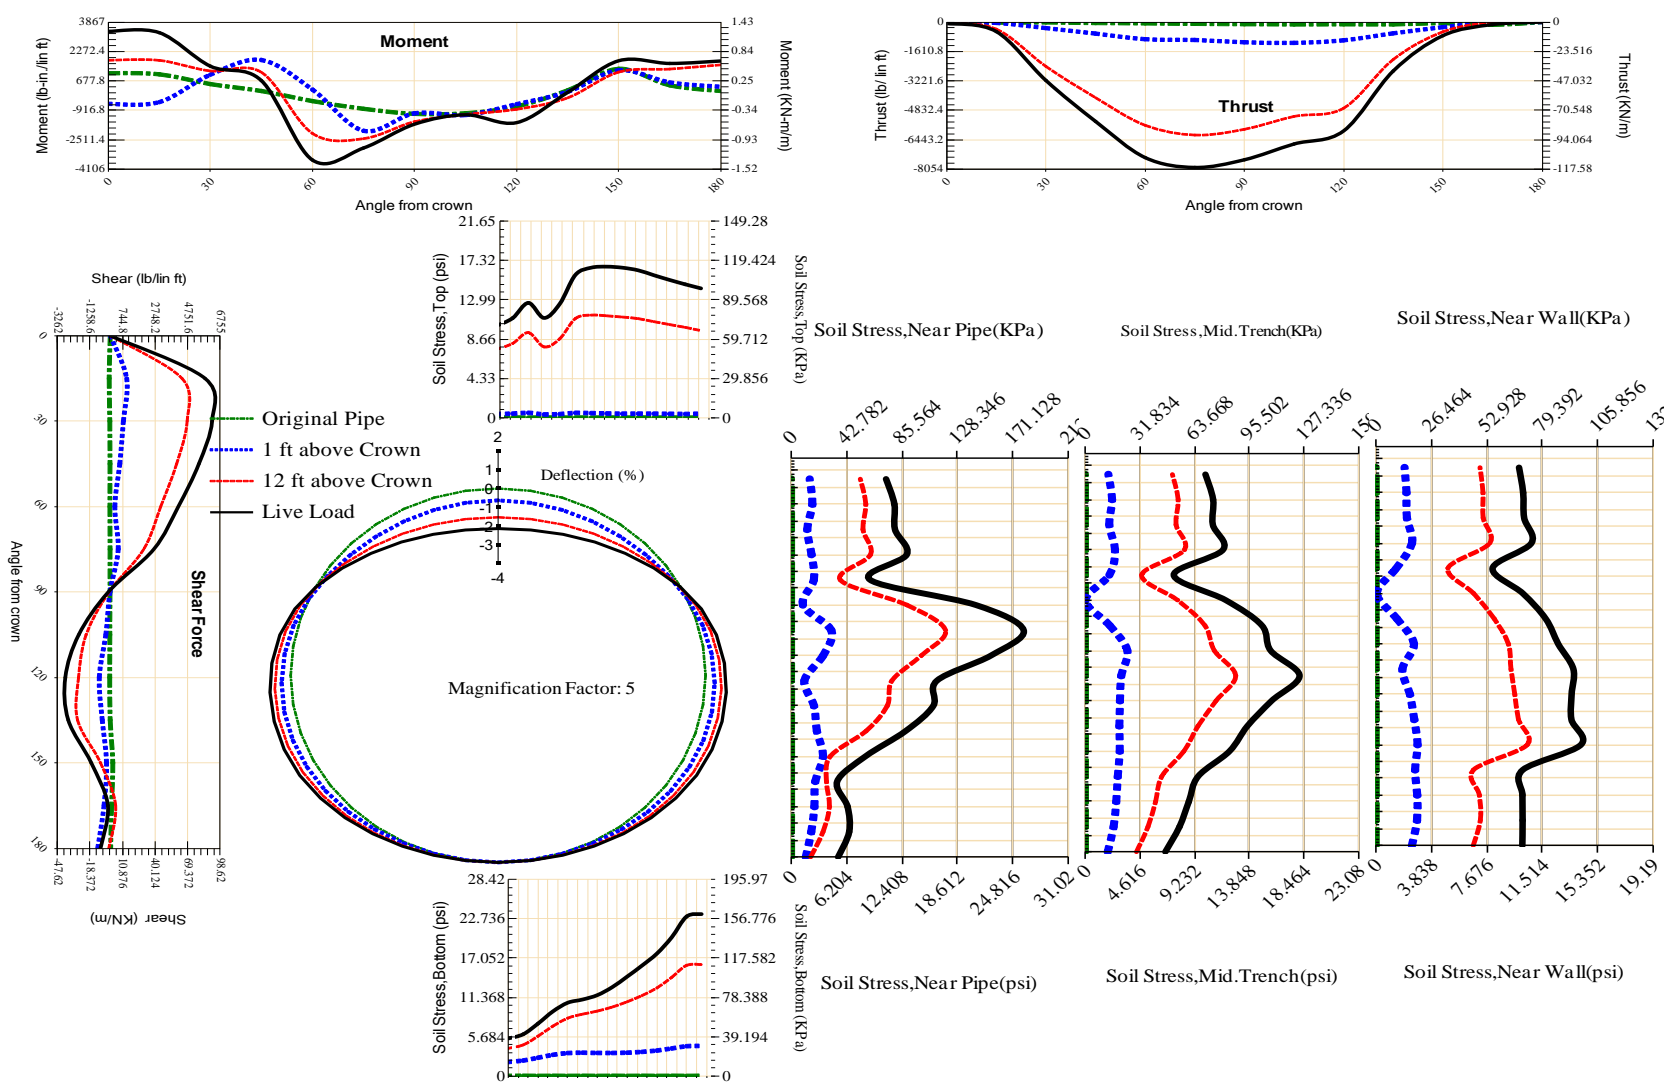 Moment
Moment (lb-in/lin ft)
3867
2272.4
677.8
-916.8
-2511.4
-4106
1.43
0.84
0.25
-0.34
-0.93
-1.52
Moment (KN-m/m)
0 30 60 90 120 150 180
Angle from crown
Thrust
Thrust (lb/lin ft)
0
-1610.8
-3221.6
-4832.4
-6443.2
-8054
0
-23.516
-47.032
-70.548
-94.064
-117.58
Thrust (KN/m)
0 30 60 90 120 150 180
Angle from crown
Soil Stress,Top (psi)
21.65
17.32
12.99
8.66
4.33
0
149.28
119.424
89.568
59.712
29.856
0
Soil Stress,Top (KPa)
Shear (lb/lin ft)
-3262 -1258.6 744.8 2748.2 4751.6 6755
0
30
60
90
120
150
180
Angle from crown
Shear Force
-47.62 -18.372 10.876 40.124 69.372 98.62
Shear (KN/m)
Original Pipe
1 ft above Crown
12 ft above Crown
Live Load
2
1
0
-1
-2
-3
-4
Deflection (%)
Magnification Factor: 5
Soil Stress,Bottom (psi)
28.42
22.736
17.052
11.368
5.684
0
195.97
156.776
117.582
78.388
39.194
0
Soil Stress,Bottom (KPa)
Soil Stress,Near Pipe(KPa)
0 42.782 85.564 128.346 171.128
0 6.204 12.408 18.612 24.816 31.02
Soil Stress,Near Pipe(psi)
Soil Stress,Mid.Trench(KPa)
0 31.834 63.668 95.502 127.336
0 4.616 9.232 13.848 18.464 23.08
Soil Stress,Mid.Trench(psi)
Soil Stress,Near Wall(KPa)
0 26.464 52.928 79.392 105.856
0 3.838 7.676 11.514 15.352 19.19
Soil Stress,Near Wall(psi)